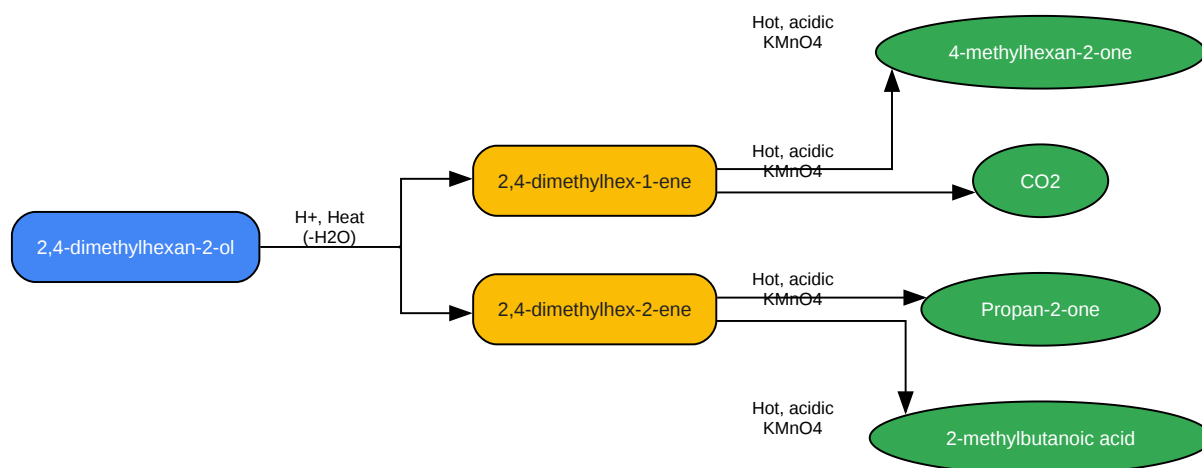 Hot, acidic
KMnO4
4-methylhexan-2-one
Hot, acidic
KMnO4
2,4-dimethylhex-1-ene
CO2
H+, Heat
(-H2O)
2,4-dimethylhexan-2-ol
Hot, acidic
KMnO4
2,4-dimethylhex-2-ene
Propan-2-one
Hot, acidic
KMnO4
2-methylbutanoic acid